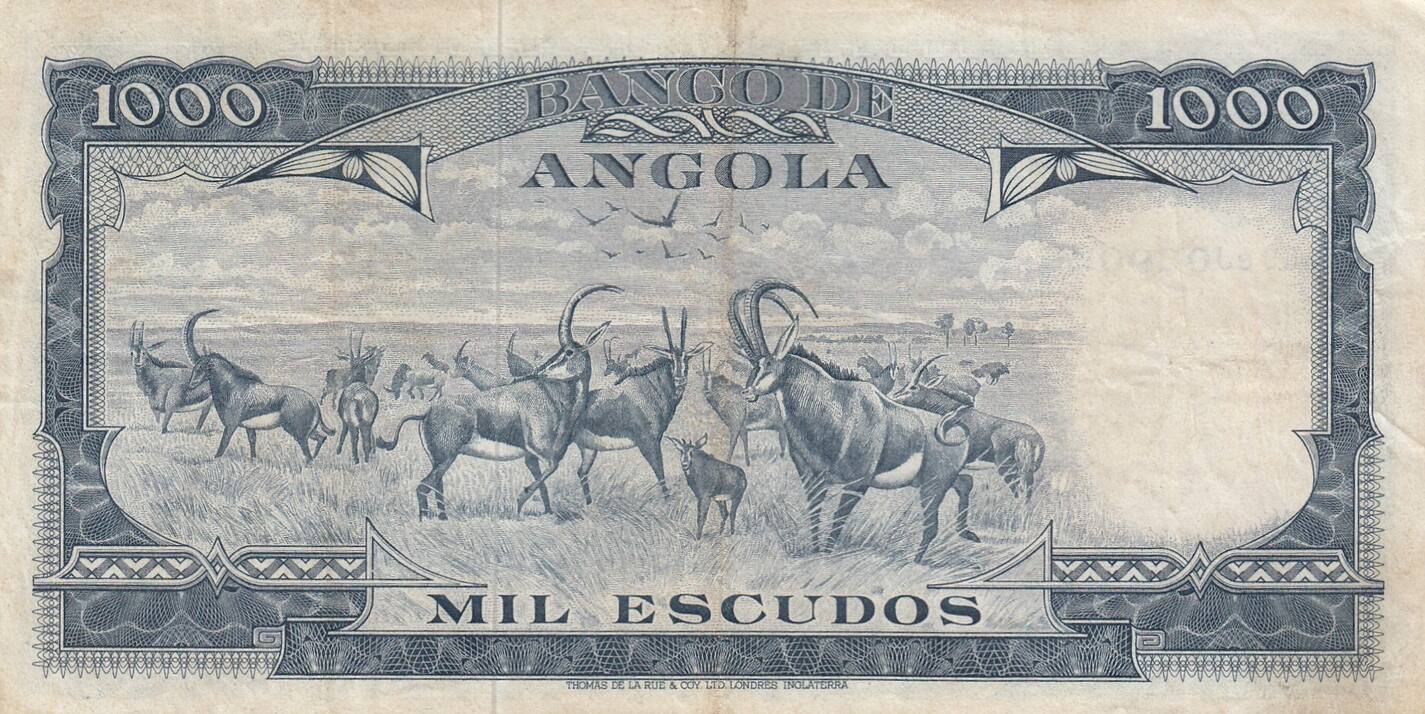 1000 BANCO DE 1000
ANGOLA
MIL ESCUDOS
THOMAS DE LA RUE & COY. LTD. LONDRES INGLATERRA